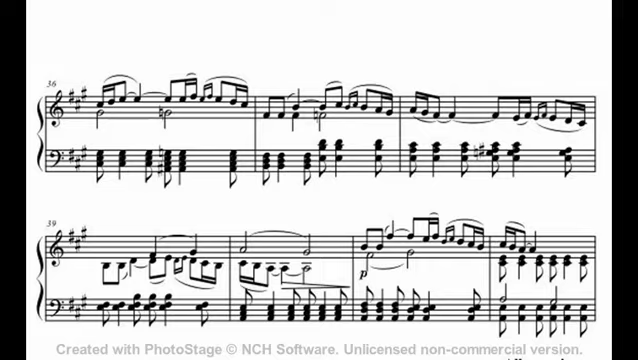 36
p
39
Created with PhotoStage © NCH Software. Unlicensed non-commercial version.